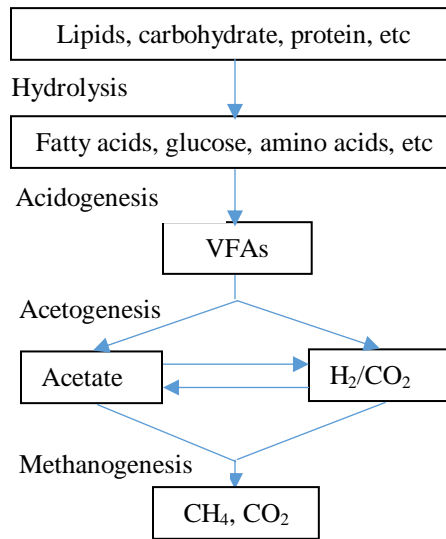 Lipids, carbohydrate, protein, etc
Hydrolysis
Fatty acids, glucose, amino acids, etc
Acidogenesis
VFAs
Acetogenesis
Acetate
H₂/CO₂
Methanogenesis
CH₄, CO₂